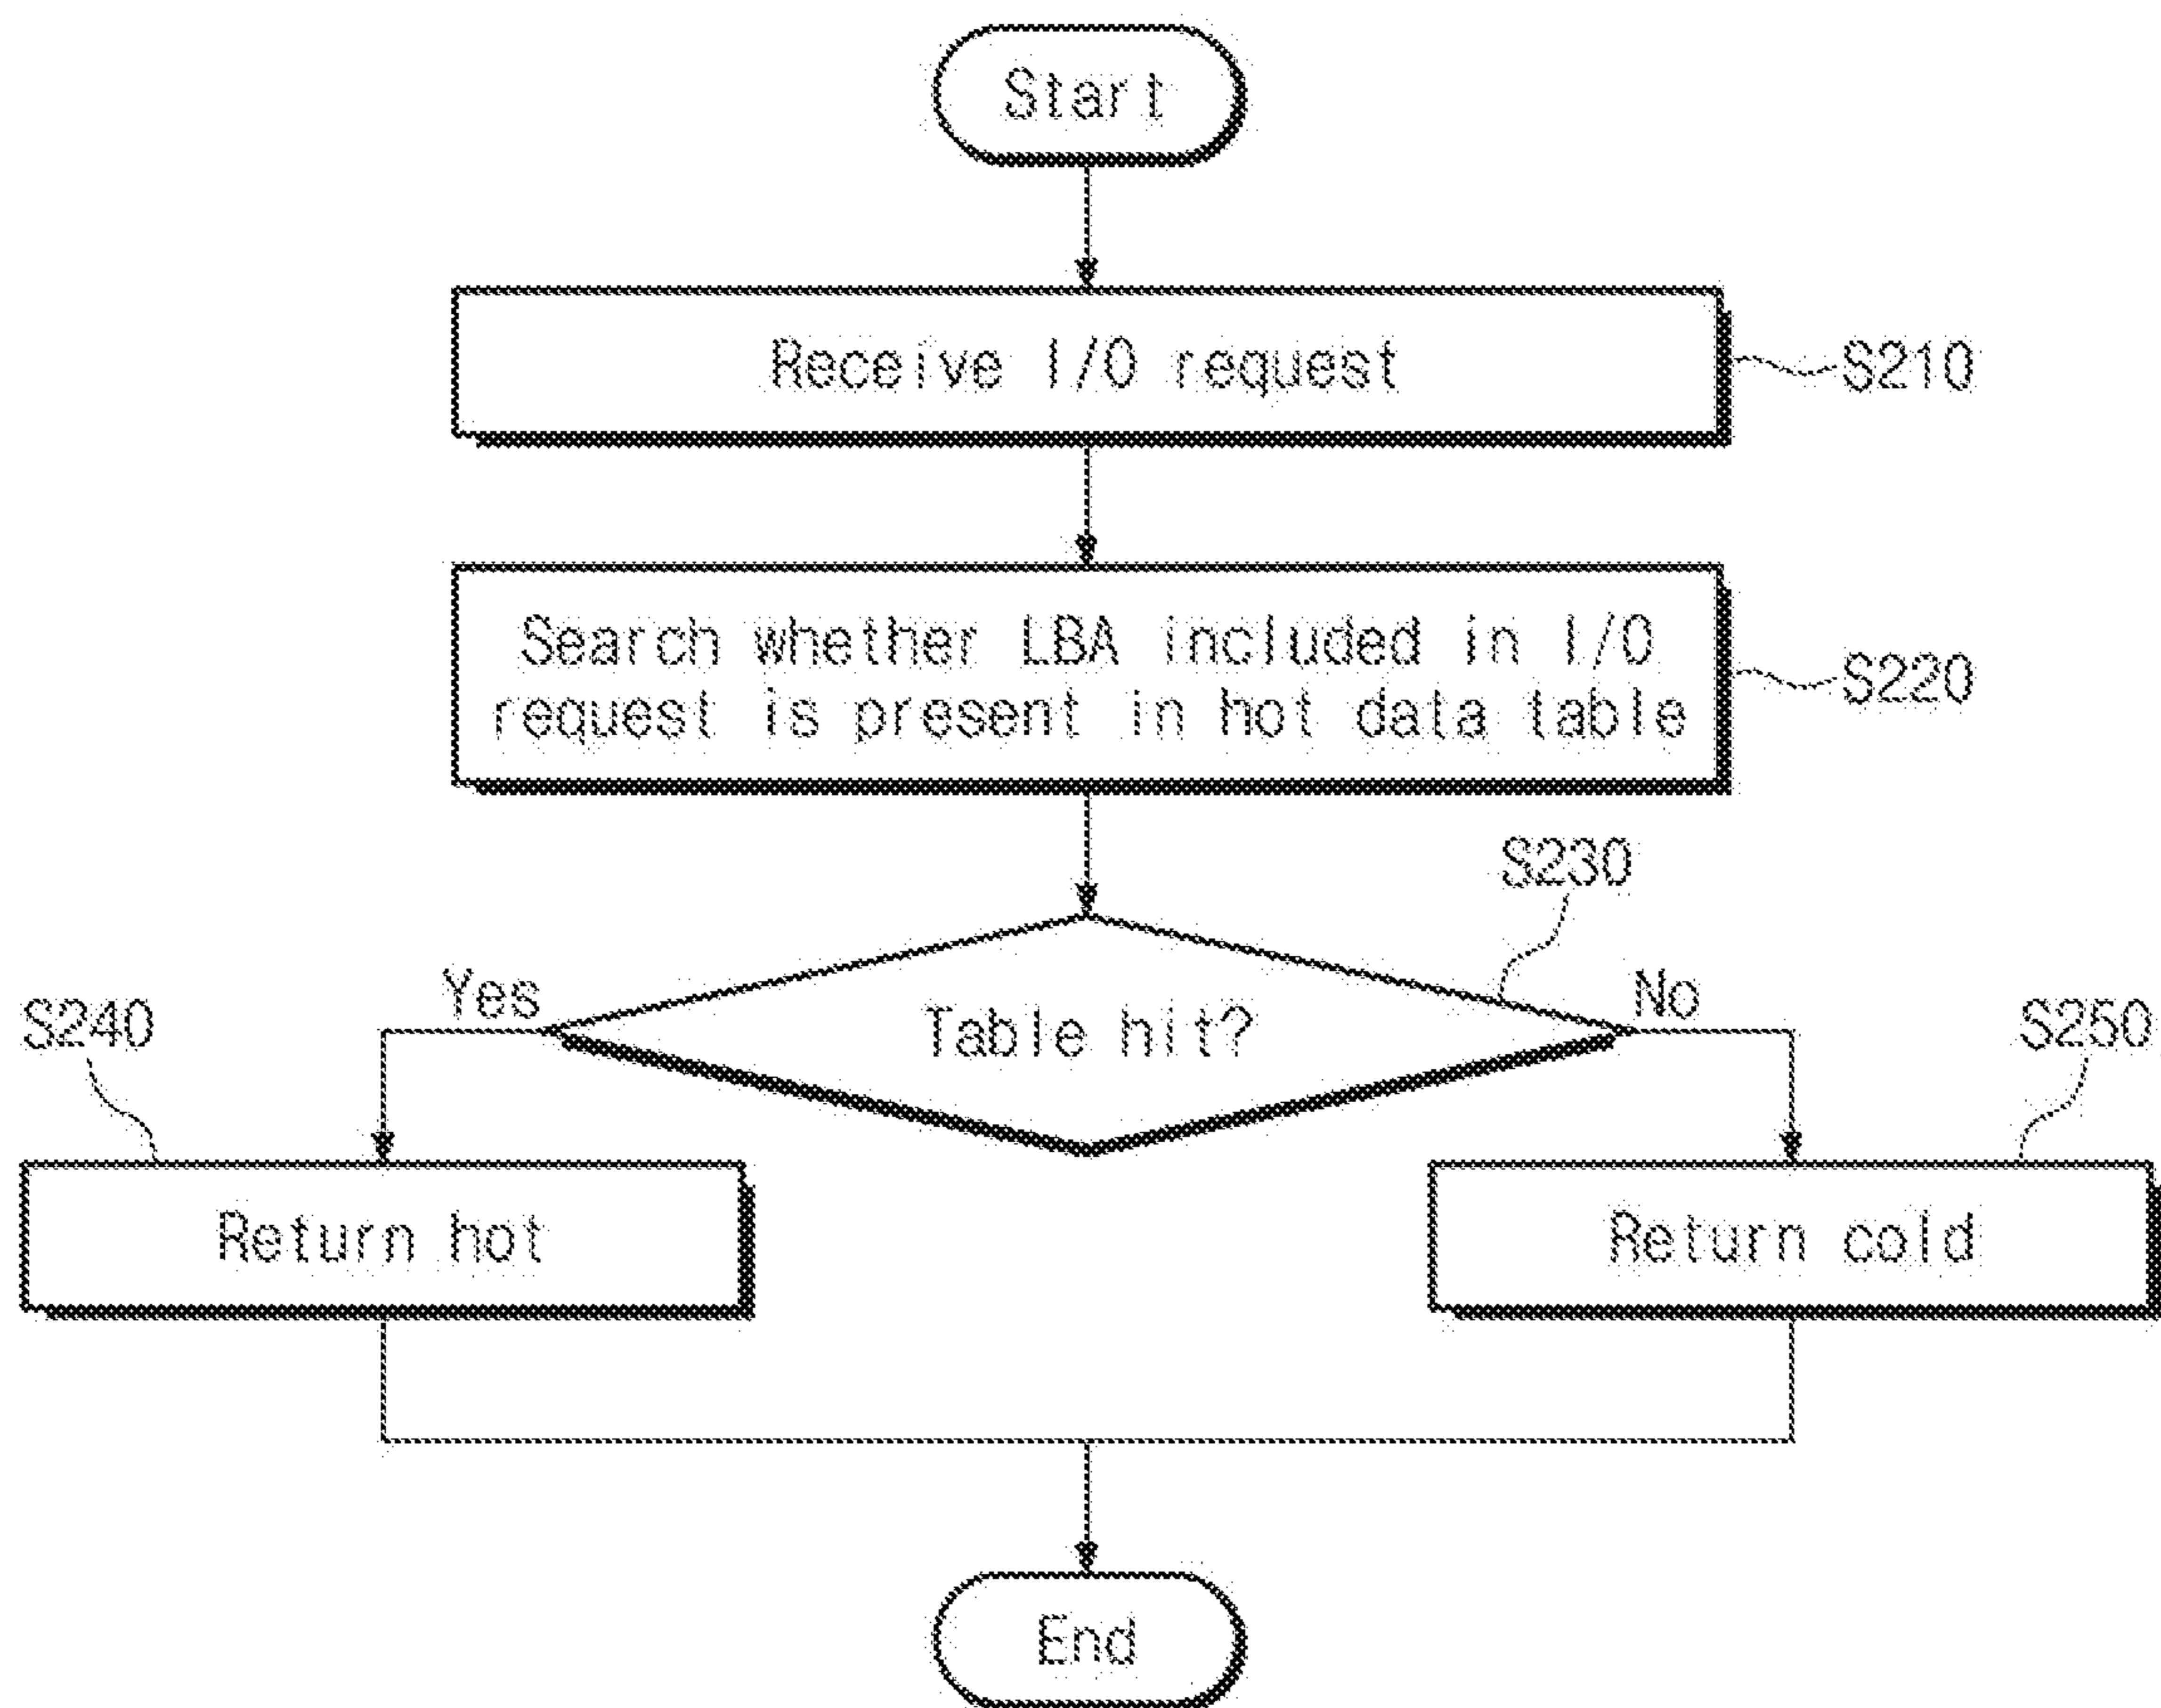 Start
Receive I/O request
S210
Search whether LBA included in I/O
request is present in hot data table
S220
S230
Yes
Table hit?
No
S240
S250
Return hot
Return cold
End